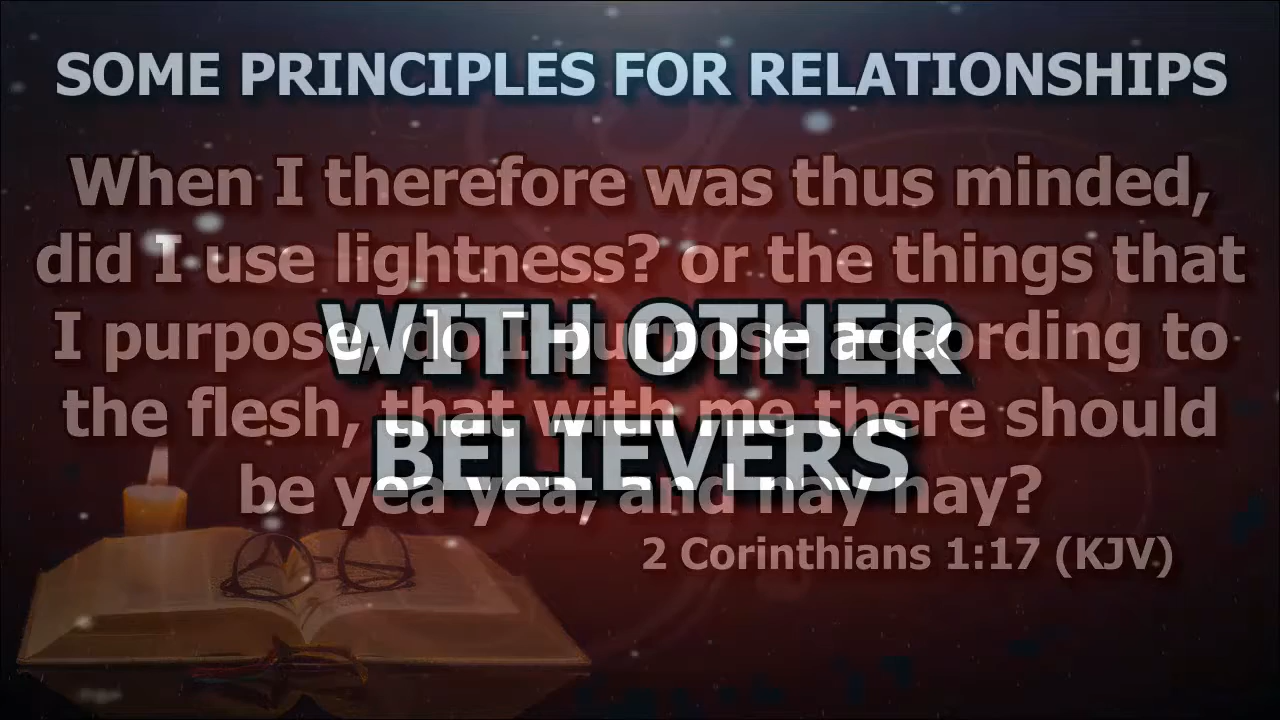 SOME PRINCIPLES FOR RELATIONSHIPS
When I therefore was thus minded,
did I use lightness? or the things that
I purpose, do I purpose according to
the flesh, that with me there should
be yea yea, and nay nay?
2 Corinthians 1:17 (KJV)
WITH OTHER
BELIEVERS